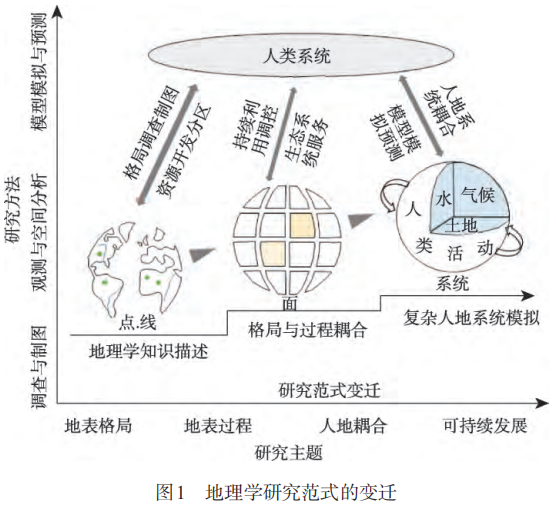 人类系统
模型模拟与预测
观测与空间分析
调查与制图
研究方法
格局调查制图
资源开发分区
持续利
用调控
生态系
统服务
人地系
统耦合
模型模
拟预测
人
水
气候
土地
类
活
动
系统
点.线
面
地理学知识描述
格局与过程耦合
复杂人地系统模拟
研究范式变迁
地表格局
地表过程
人地耦合
可持续发展
研究主题
图1 地理学研究范式的变迁